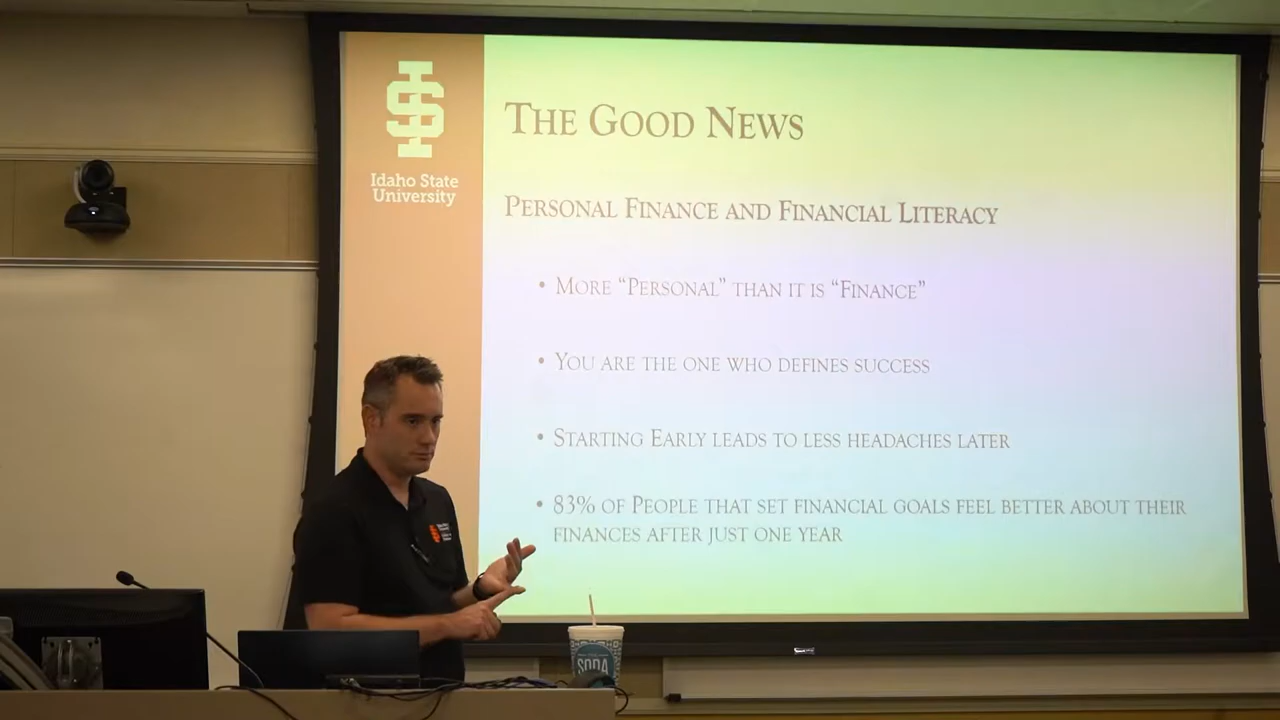 Idaho State
University
THE GOOD NEWS
PERSONAL FINANCE AND FINANCIAL LITERACY
• MORE “PERSONAL” THAN IT IS “FINANCE”
• YOU ARE THE ONE WHO DEFINES SUCCESS
• STARTING EARLY LEADS TO LESS HEADACHES LATER
• 83% OF PEOPLE THAT SET FINANCIAL GOALS FEEL BETTER ABOUT THEIR
FINANCES AFTER JUST ONE YEAR
SODA